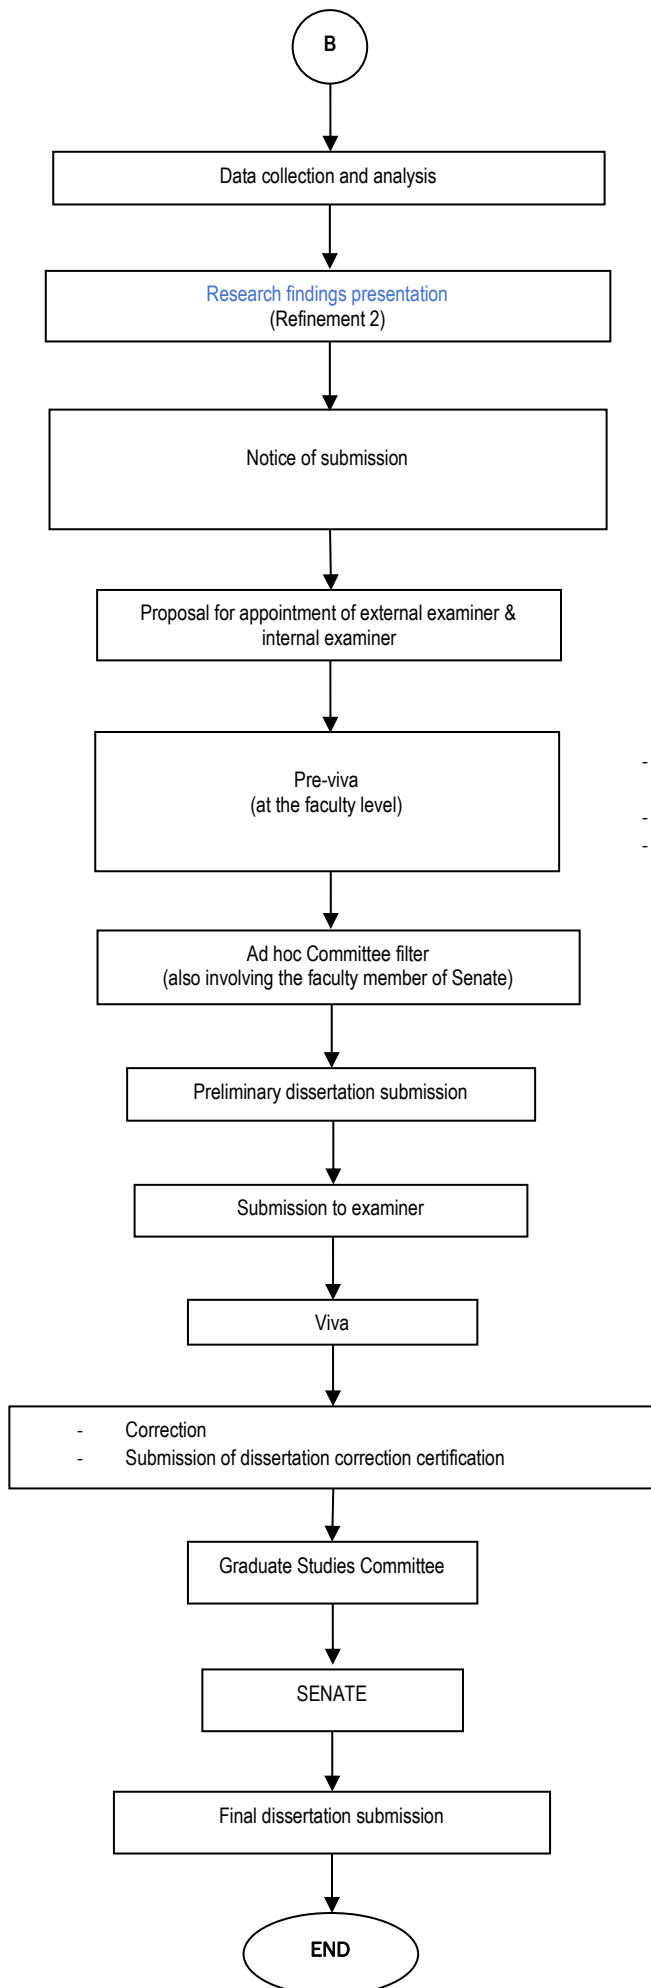 B
Data collection and analysis
Research findings presentation
(Refinement 2)
Notice of submission
Proposal for appointment of external examiner &
internal examiner
Pre-viva
(at the faculty level)
-
-
-
Ad hoc Committee filter
(also involving the faculty member of Senate)
Preliminary dissertation submission
Submission to examiner
Viva
- Correction
- Submission of dissertation correction certification
Graduate Studies Committee
SENATE
Final dissertation submission
END